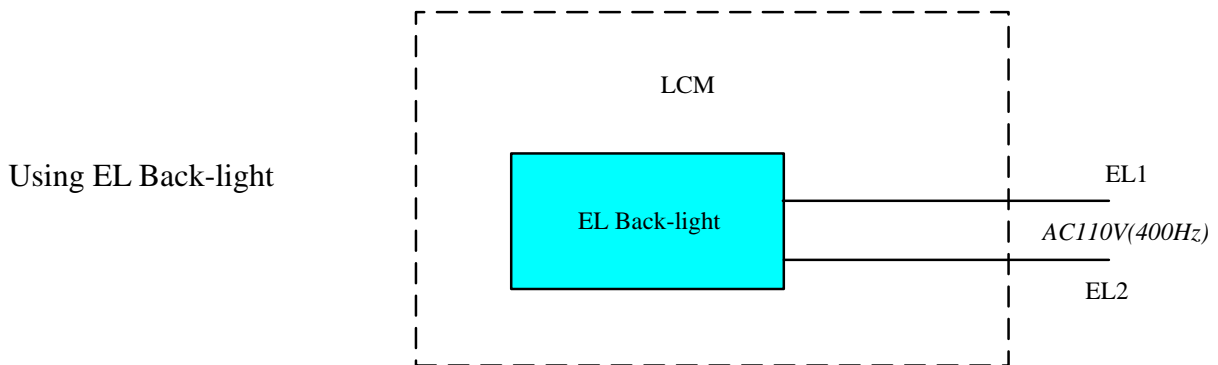 LCM
Using EL Back-light
EL Back-light
EL1
AC110V(400Hz)
EL2